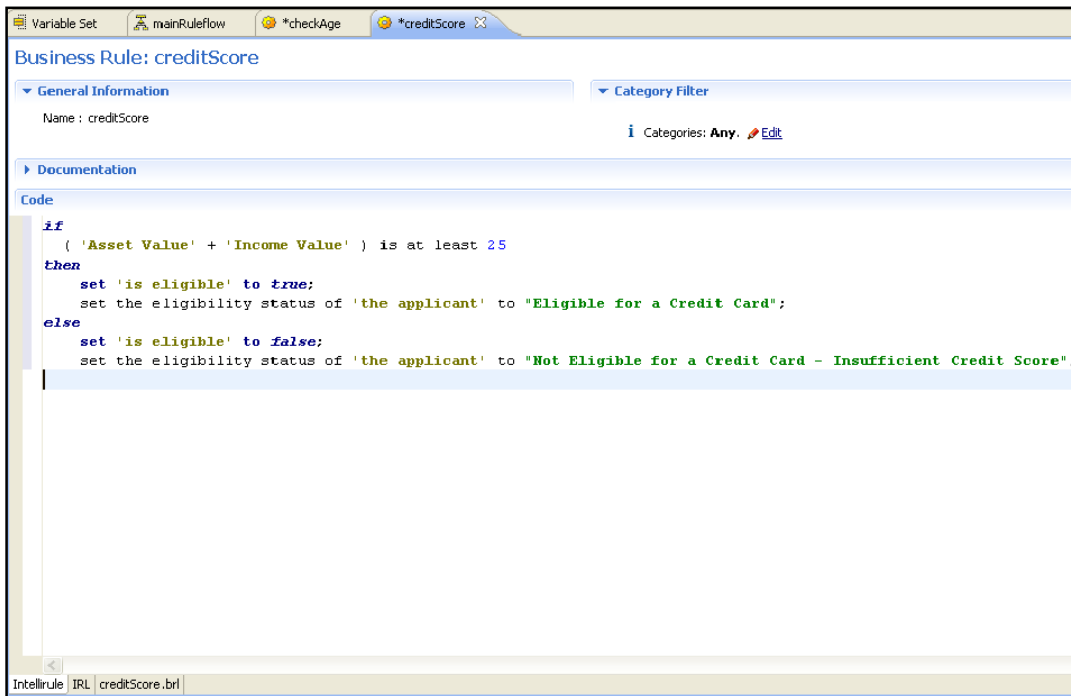 Variable Set mainRuleflow *checkAge *creditScore
Business Rule: creditScore
General Information Category Filter
Name : creditScore
i Categories: Any. Edit
Documentation
Code
if
( 'Asset Value' + 'Income Value' ) is at least 25
then
set 'is eligible' to true;
set the eligibility status of 'the applicant' to "Eligible for a Credit Card";
else
set 'is eligible' to false;
set the eligibility status of 'the applicant' to "Not Eligible for a Credit Card - Insufficient Credit Score"
Intellirule IRL creditScore.brl